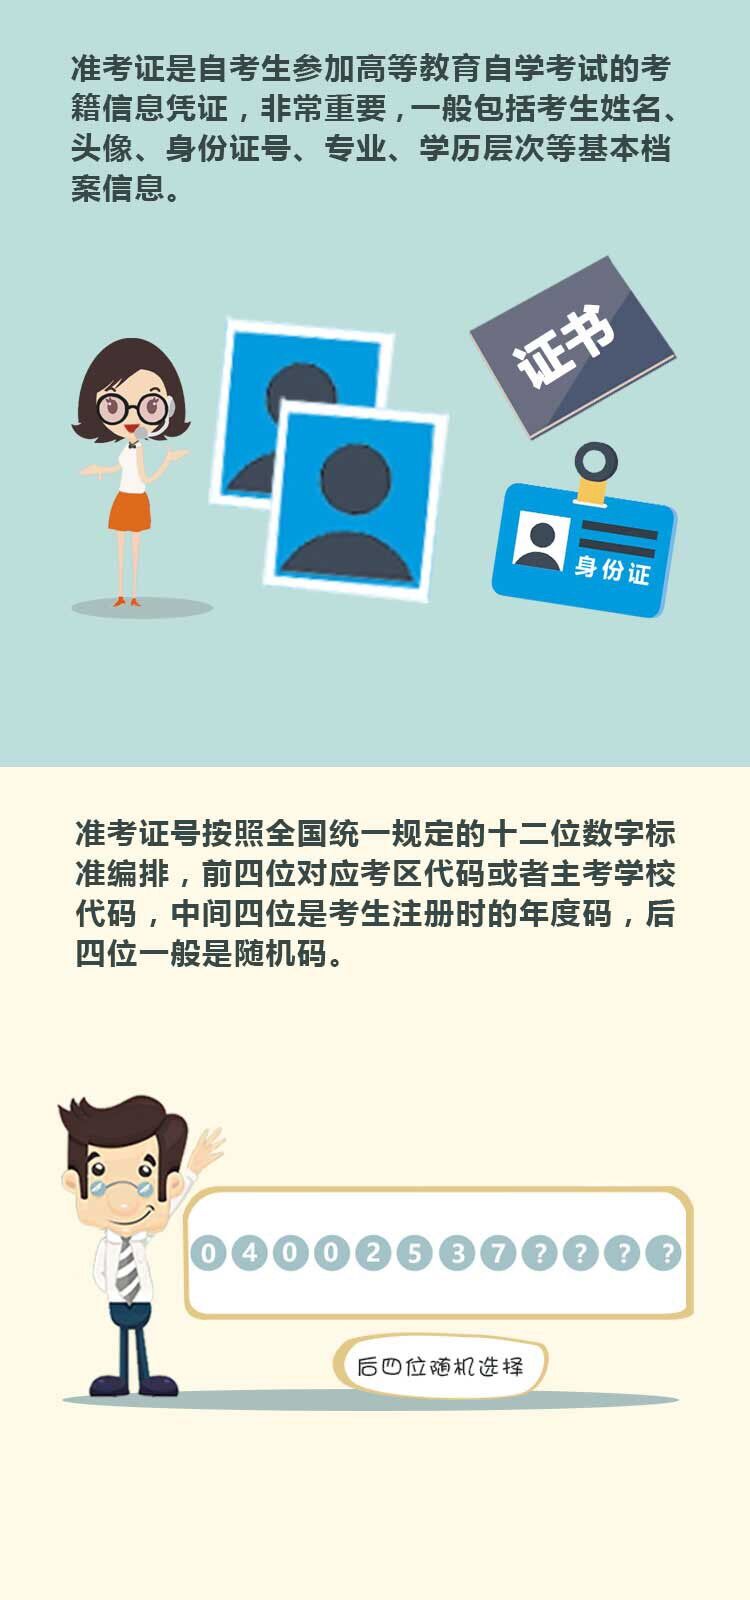 准考证是自考生参加高等教育自学考试的考
籍信息凭证，非常重要，一般包括考生姓名、
头像、身份证号、专业、学历层次等基本档
案信息。
证书
身份证
准考证号按照全国统一规定的十二位数字标
准编排，前四位对应考区代码或者主考学校
代码，中间四位是考生注册时的年度码，后
四位一般是随机码。
04002537????
后四位随机选择